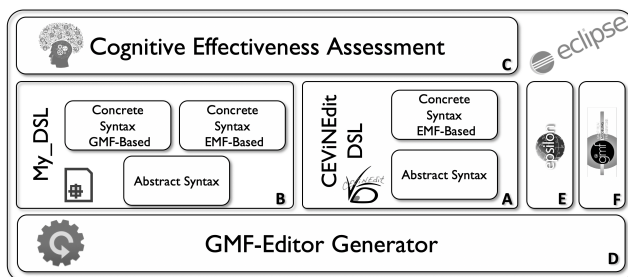 Cognitive Effectiveness Assessment
C
eclipse
My_DSL
Concrete
Syntax
GMF-Based
Concrete
Syntax
EMF-Based
Abstract Syntax
B
CEViNEdit
DSL
Concrete
Syntax
EMF-Based
Abstract Syntax
CEViNEdit
A
epsilon
E
gmf
F
GMF-Editor Generator
D